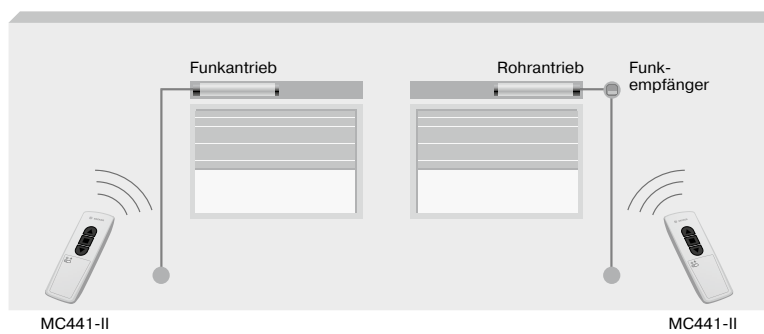 Funkantrieb
Rohrantrieb
Funk-
empfänger
MC441-II
MC441-II